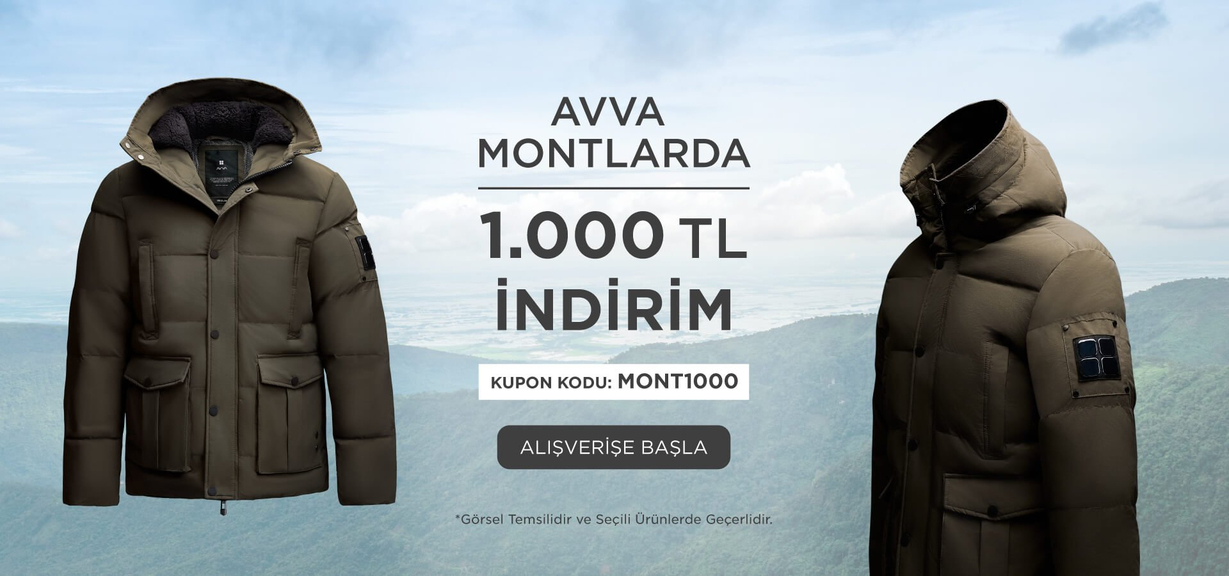 AVVA
MONTLARDA
1.000 TL
İNDİRİM
KUPON KODU: MONT1000
ALIŞVERİŞE BAŞLA
*Görsel Temsilidir ve Seçili Ürünlerde Geçerlidir.
AVVA